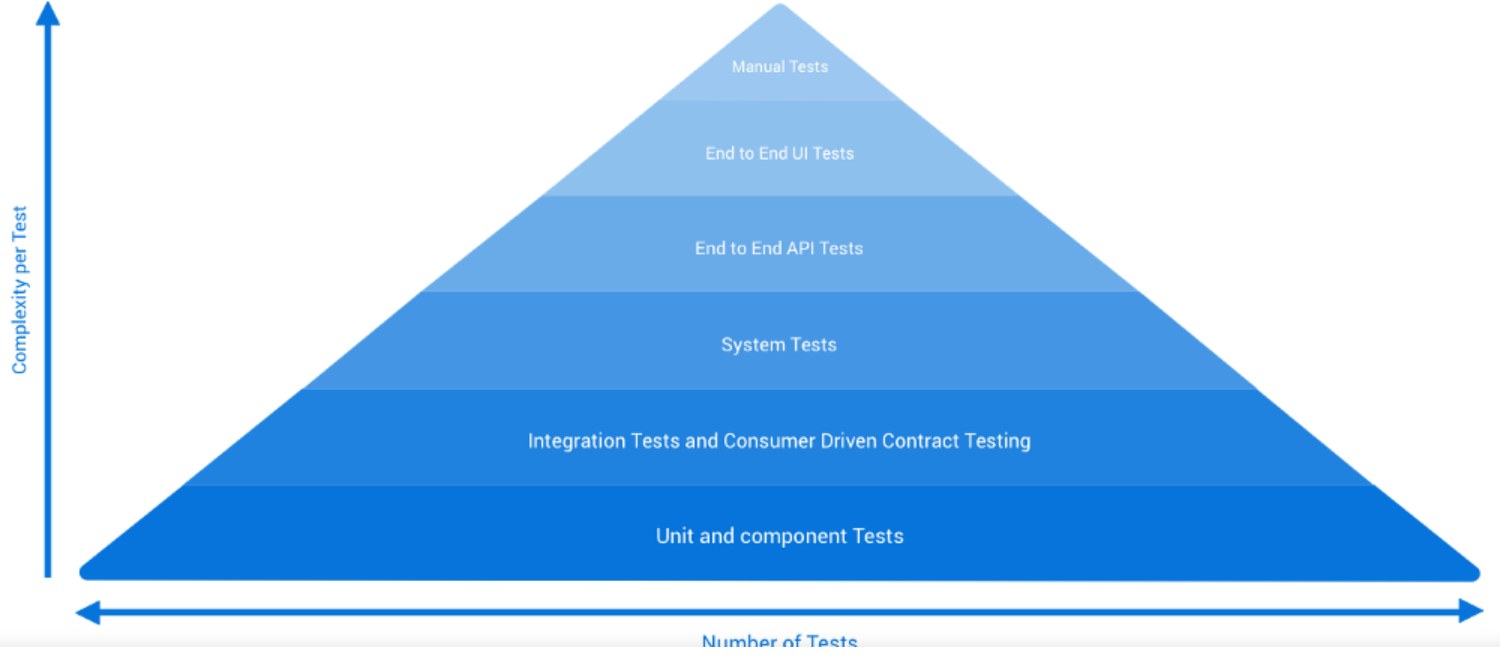 Manual Tests
End to End UI Tests
End to End API Tests
Complexity per Test
System Tests
Integration Tests and Consumer Driven Contract Testing
Unit and component Tests
Number of Tests